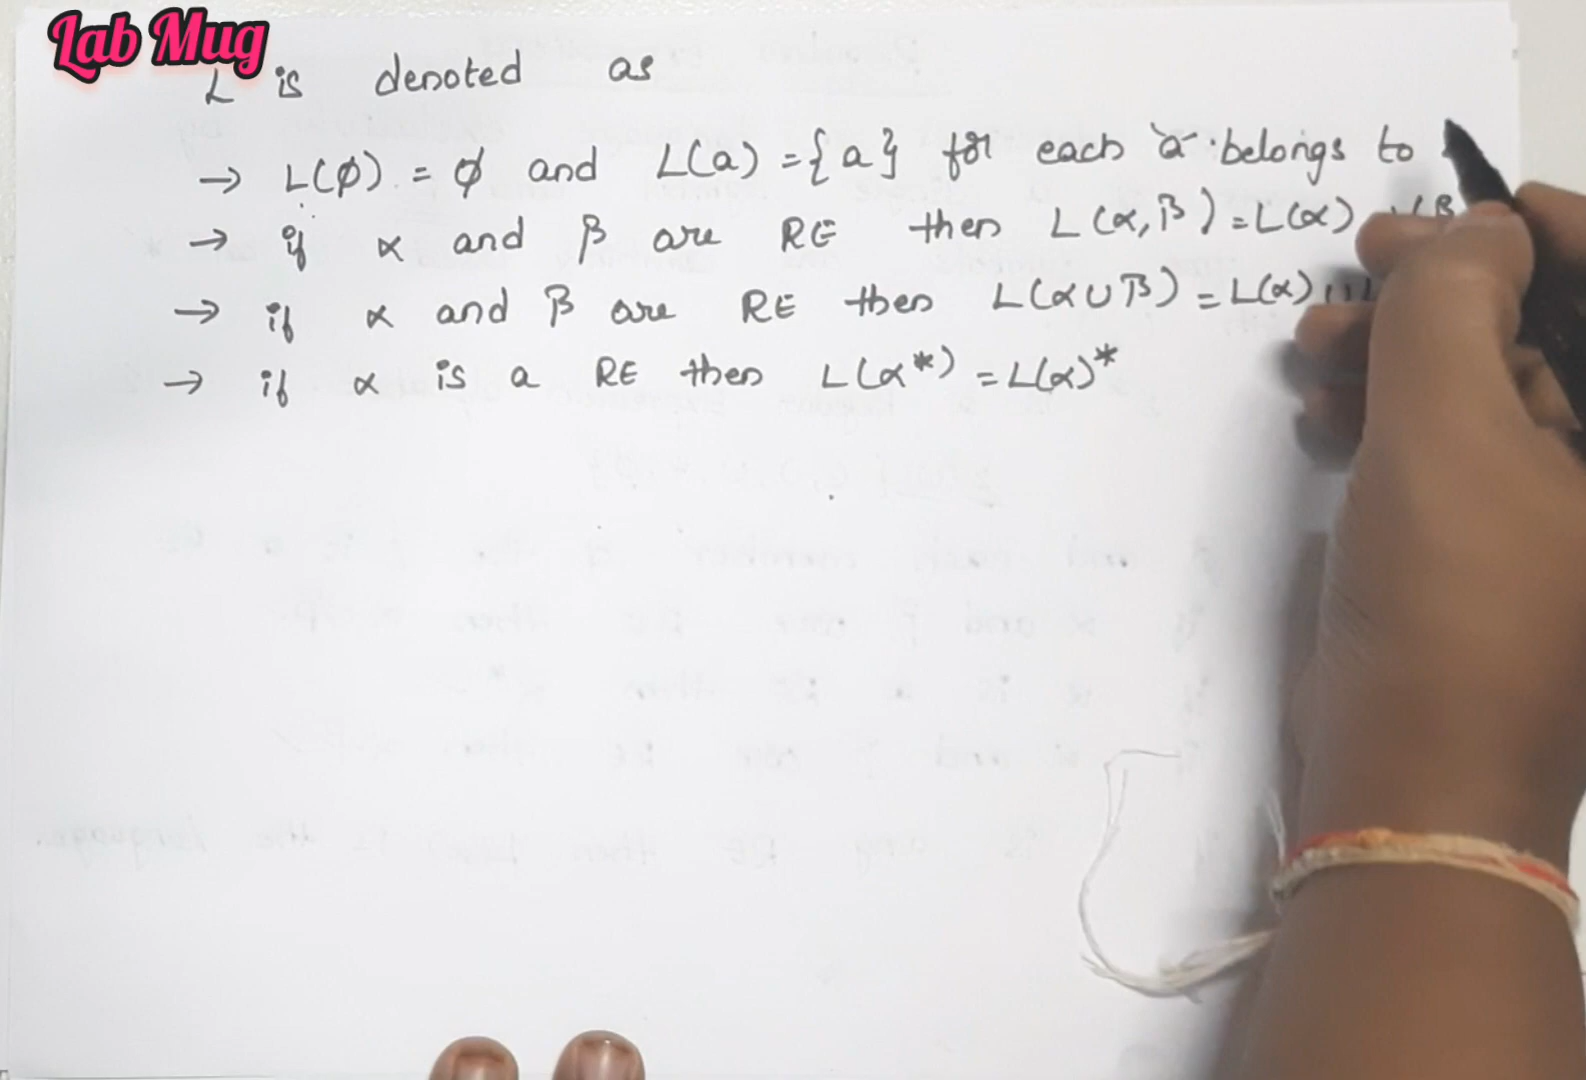 Lab Mug
L is denoted as
→ L(φ) = φ and L(a) = {a} for each 'a' belongs to
→ if α and β are RE then L(α, β) = L(α)
→ if α and β are RE then L(α ∪ β) = L(α) ∪ L
→ if α is a RE then L(α*) = L(α)*